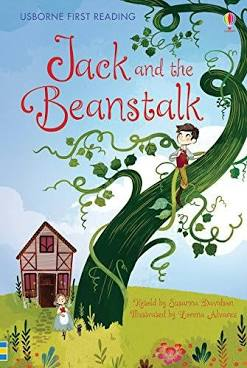 USBORNE FIRST READING
Jack and the
Beanstalk
Retold by Susanna Davidson
Illustrated by Lorena Alvarez